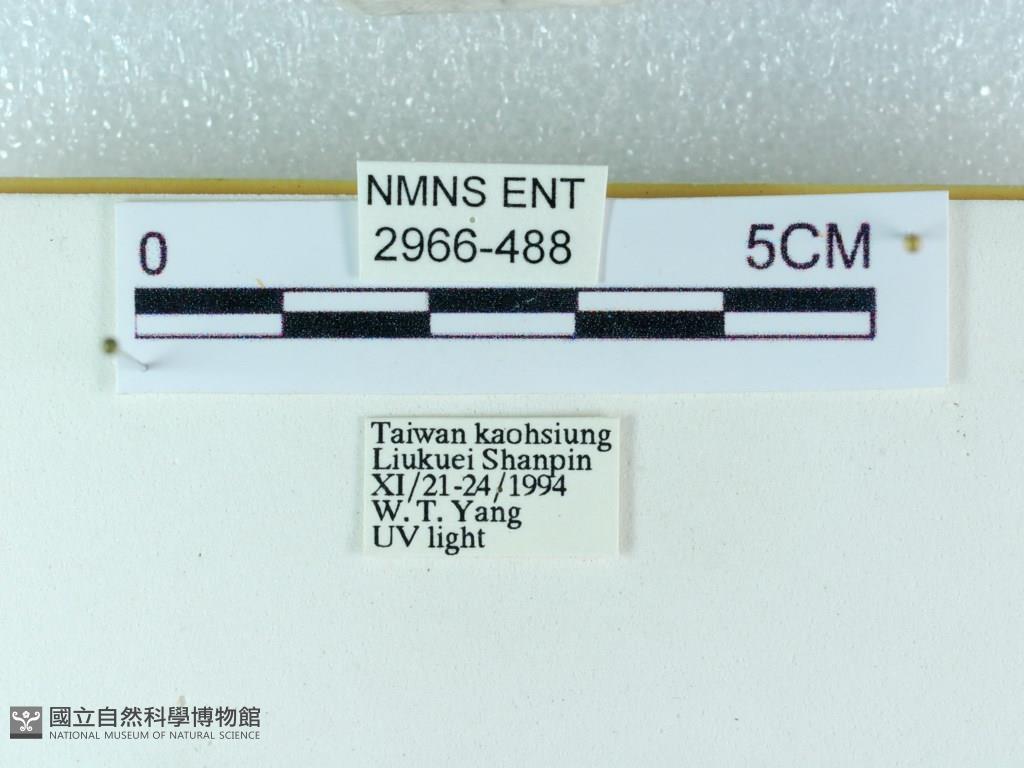 NMNS ENT
2966-488
0
5CM
Taiwan kaohsiung
Liukuei Shanpin
XI/21-24/1994
W. T. Yang
UV light
國立自然科學博物館
NATIONAL MUSEUM OF NATURAL SCIENCE